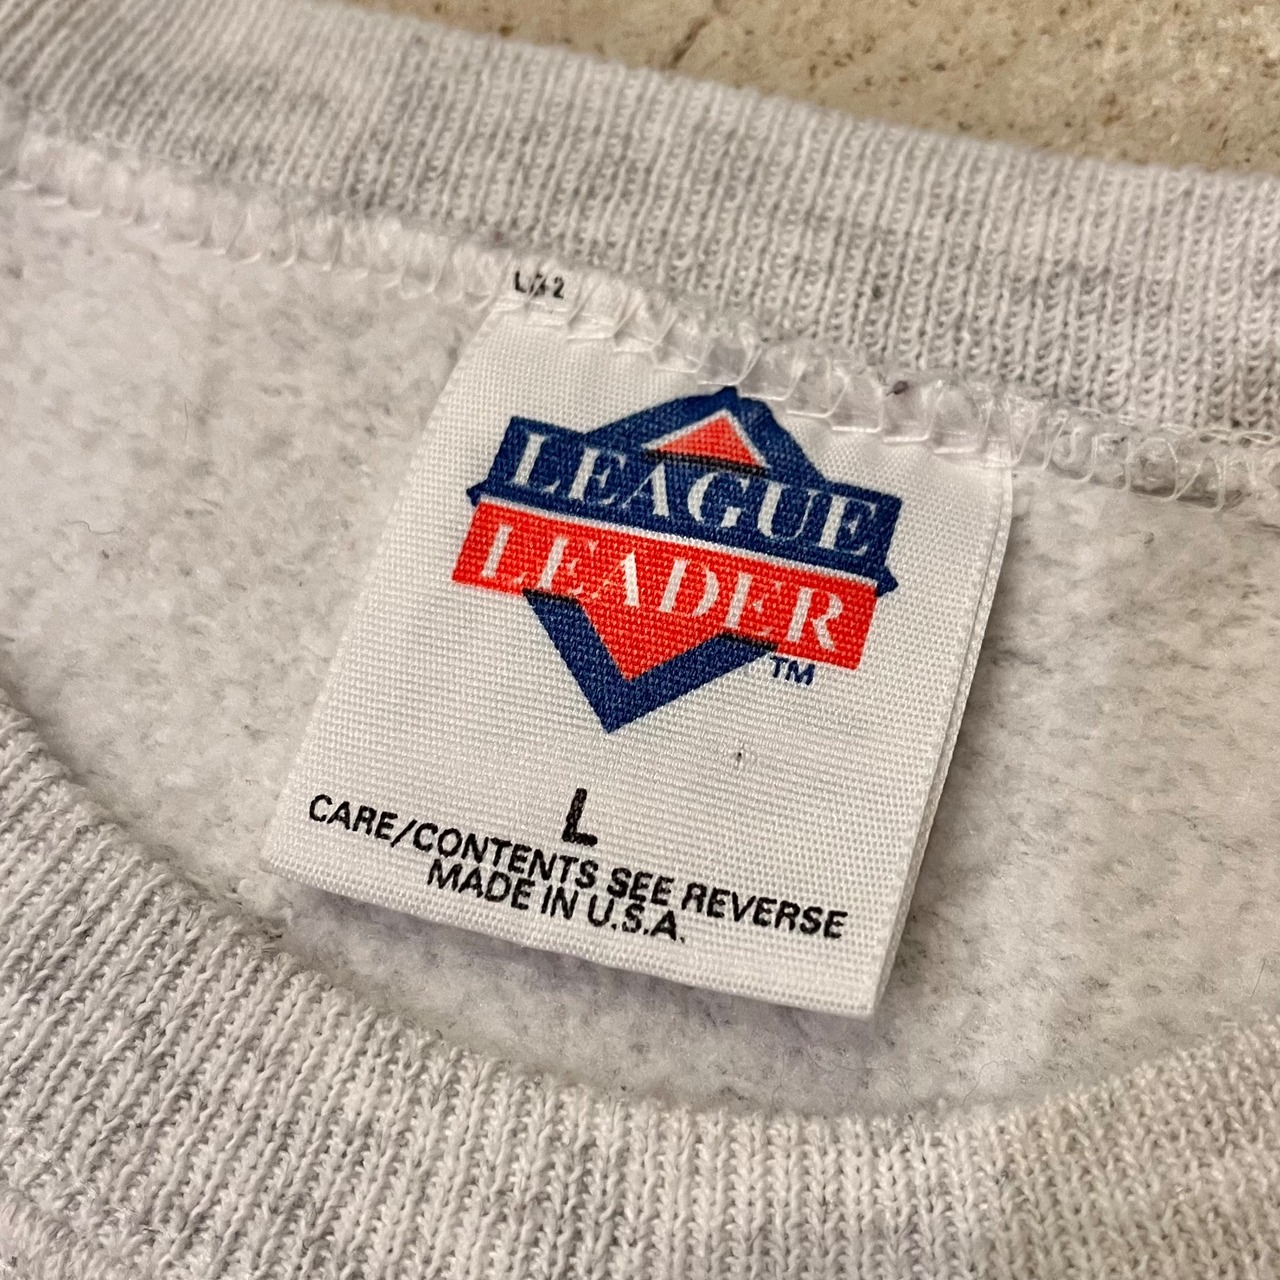 LEAGUE
LEADER
TM
L
CARE/CONTENTS SEE REVERSE
MADE IN U.S.A.